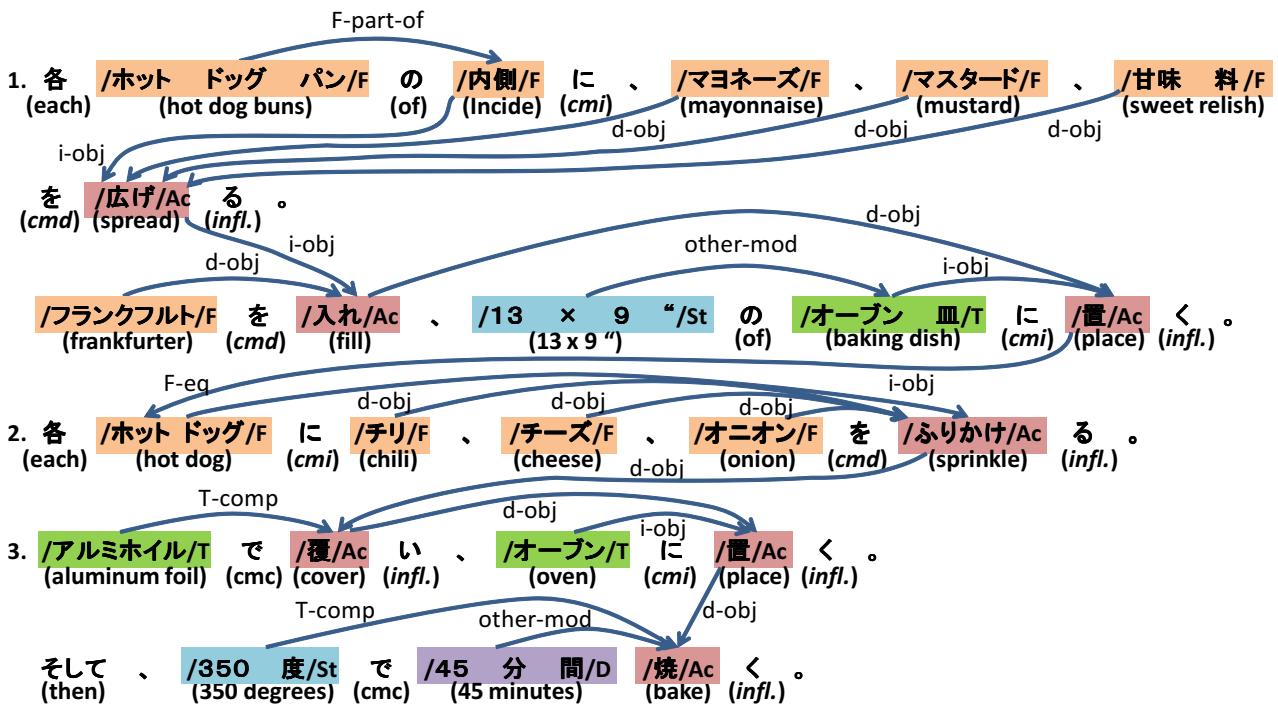 F-part-of
1. 各 /ホット ドッグ パン/F の /内側/F に 、 /マヨネーズ/F 、 /マスタード/F 、 /甘味 料/F
(each) (hot dog buns) (of) (Incide) (cmi) (mayonnaise) (mustard) (sweet relish)
i-obj d-obj d-obj d-obj
を /広げ/Ac る 。
(cmd) (spread) (infl.)
d-obj i-obj other-mod d-obj i-obj
/フランクフルト/F を /入れ/Ac 、 /13 × 9 “/St の /オーブン 皿/T に /置/Ac く 。
(frankfurter) (cmd) (fill) (13 x 9 “) (of) (baking dish) (cmi) (place) (infl.)
F-eq d-obj d-obj d-obj i-obj
2. 各 /ホット ドッグ/F に /チリ/F 、 /チーズ/F 、 /オニオン/F を /ふりかけ/Ac る 。
(each) (hot dog) (cmi) (chili) (cheese) (onion) (cmd) (sprinkle) (infl.)
d-obj
T-comp d-obj i-obj
3. /アルミホイル/T で /覆/Ac い 、 /オーブン/T に /置/Ac く 。
(aluminum foil) (cmc) (cover) (infl.) (oven) (cmi) (place) (infl.)
T-comp other-mod d-obj
そして 、 /350 度/St で /45 分 間/D /焼/Ac く 。
(then) (350 degrees) (cmc) (45 minutes) (bake) (infl.)